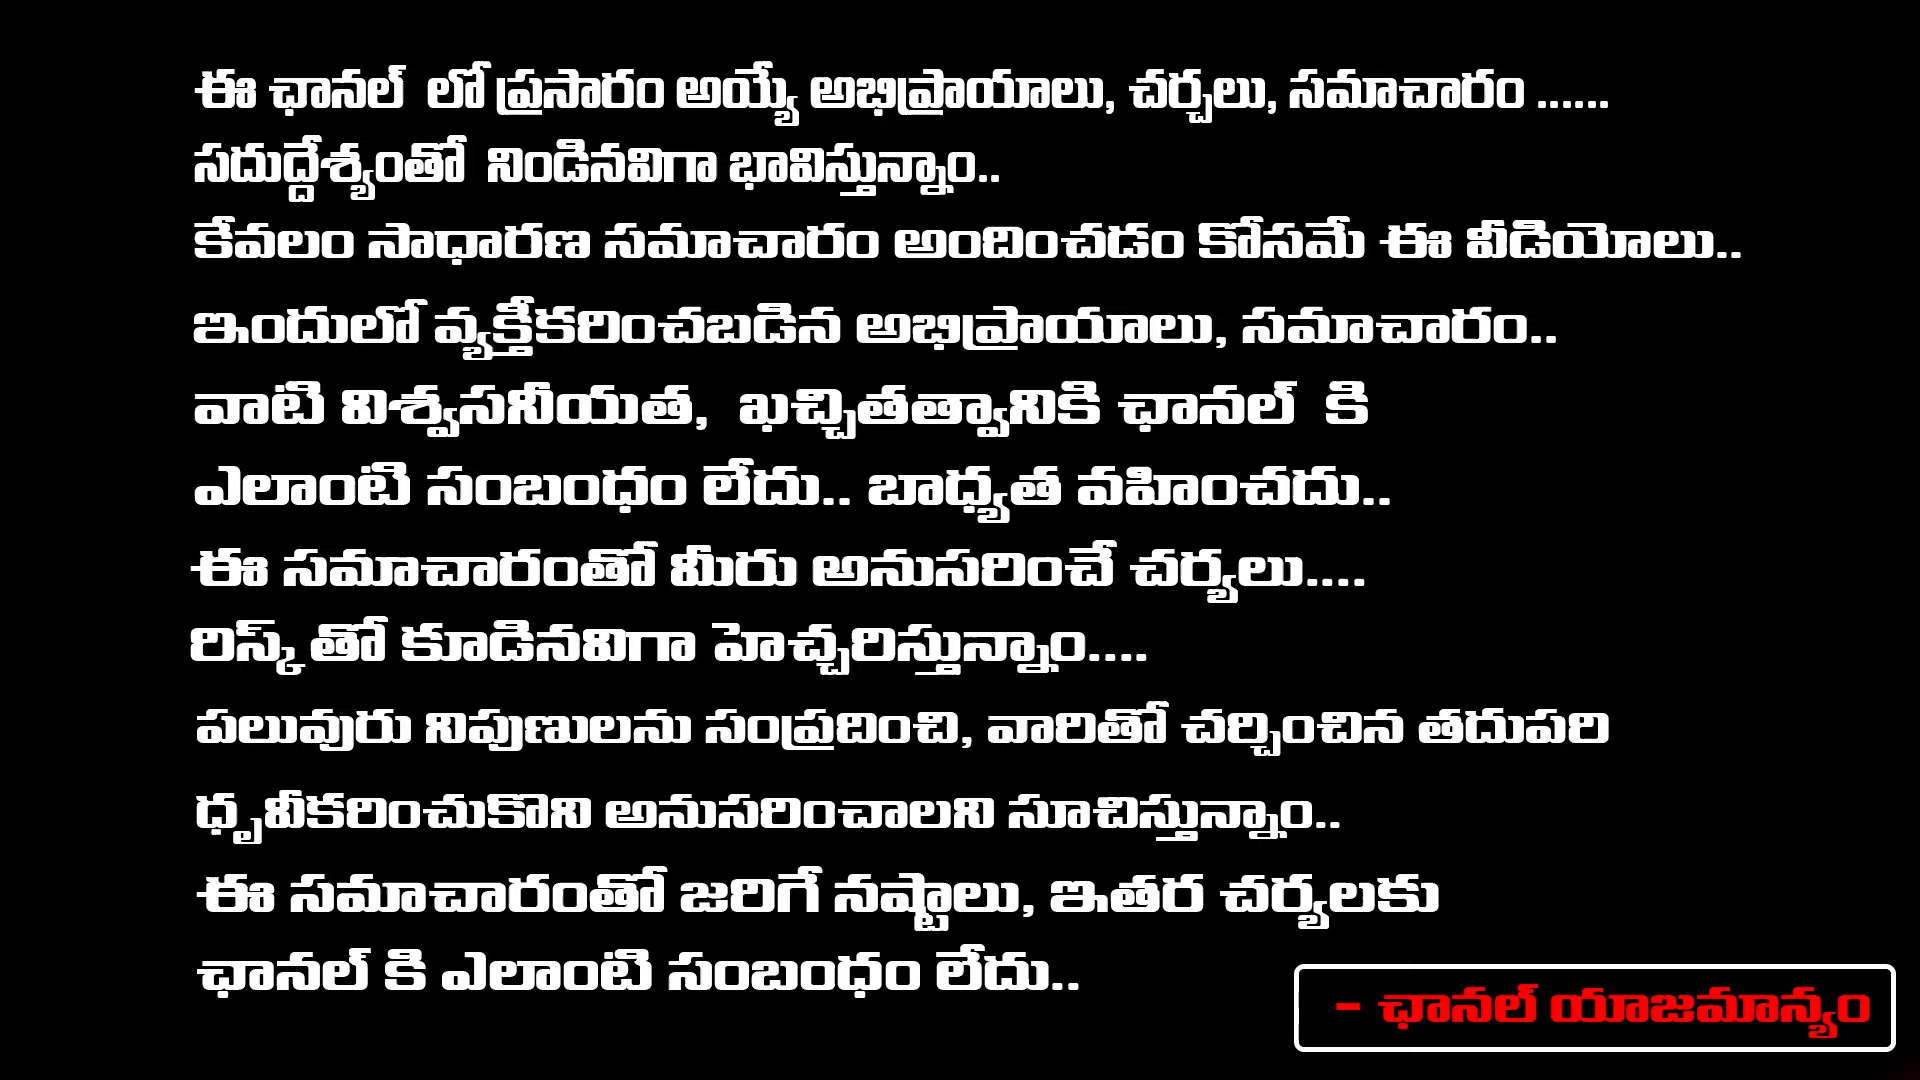 ఈ ఛానల్ లో ప్రసారం అయ్యే అభిప్రాయాలు, చర్చలు, సమాచారం ......
సదుద్దేశ్యంతో నిండినవిగా భావిస్తున్నాం..
కేవలం సాధారణ సమాచారం అందించడం కోసమే ఈ వీడియోలు..
ఇందులో వ్యక్తీకరించబడిన అభిప్రాయాలు, సమాచారం..
వాటి విశ్వసనీయత, ఖచ్చితత్వానికి ఛానల్ కి
ఎలాంటి సంబంధం లేదు.. బాధ్యత వహించదు..
ఈ సమాచారంతో మీరు అనుసరించే చర్యలు....
రిస్క్ తో కూడినవిగా హెచ్చరిస్తున్నాం....
పలువురు నిపుణులను సంప్రదించి, వారితో చర్చించిన తదుపరి
ధృవీకరించుకొని అనుసరించాలని సూచిస్తున్నాం..
ఈ సమాచారంతో జరిగే నష్టాలు, ఇతర చర్యలకు
ఛానల్ కి ఎలాంటి సంబంధం లేదు..
- ఛానల్ యాజమాన్యం